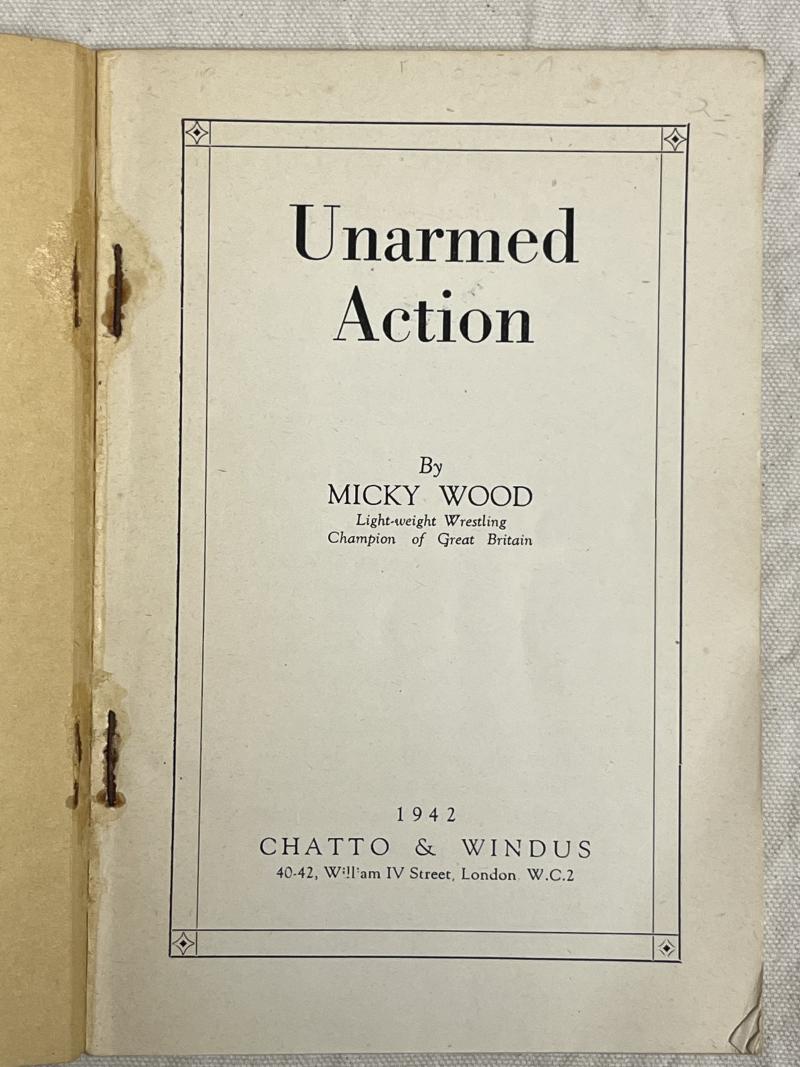 Unarmed
Action
By
MICKY WOOD
Light-weight Wrestling
Champion of Great Britain
1942
CHATTO & WINDUS
40-42, William IV Street, London W.C.2